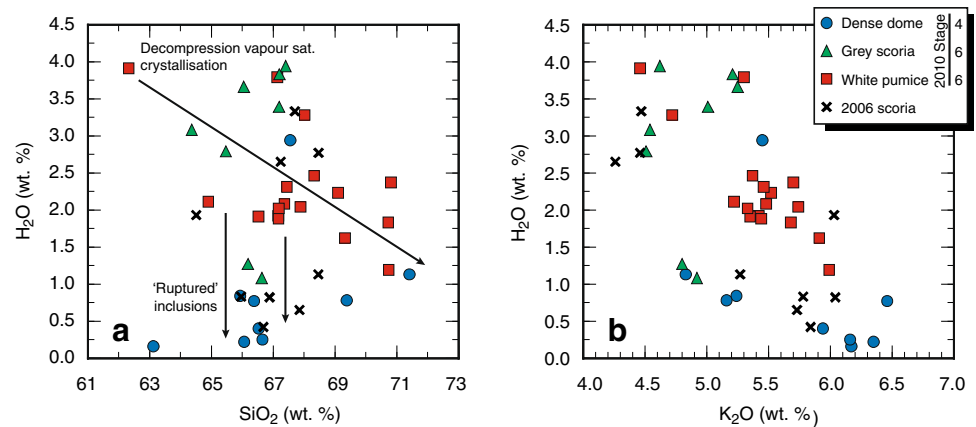 4.5
4.0
3.5
3.0
2.5
2.0
1.5
1.0
0.5
0.0
H2O (wt. %)
Decompression vapour sat.
crystallisation
'Ruptured'
inclusions
a
61 63 65 67 69 71 73
SiO2 (wt. %)
4.5
4.0
3.5
3.0
2.5
2.0
1.5
1.0
0.5
0.0
H2O (wt. %)
b
4.0 4.5 5.0 5.5 6.0 6.5 7.0
K2O (wt. %)
Dense dome 4
Grey scoria 6
White pumice 6
2006 scoria
2010 Stage